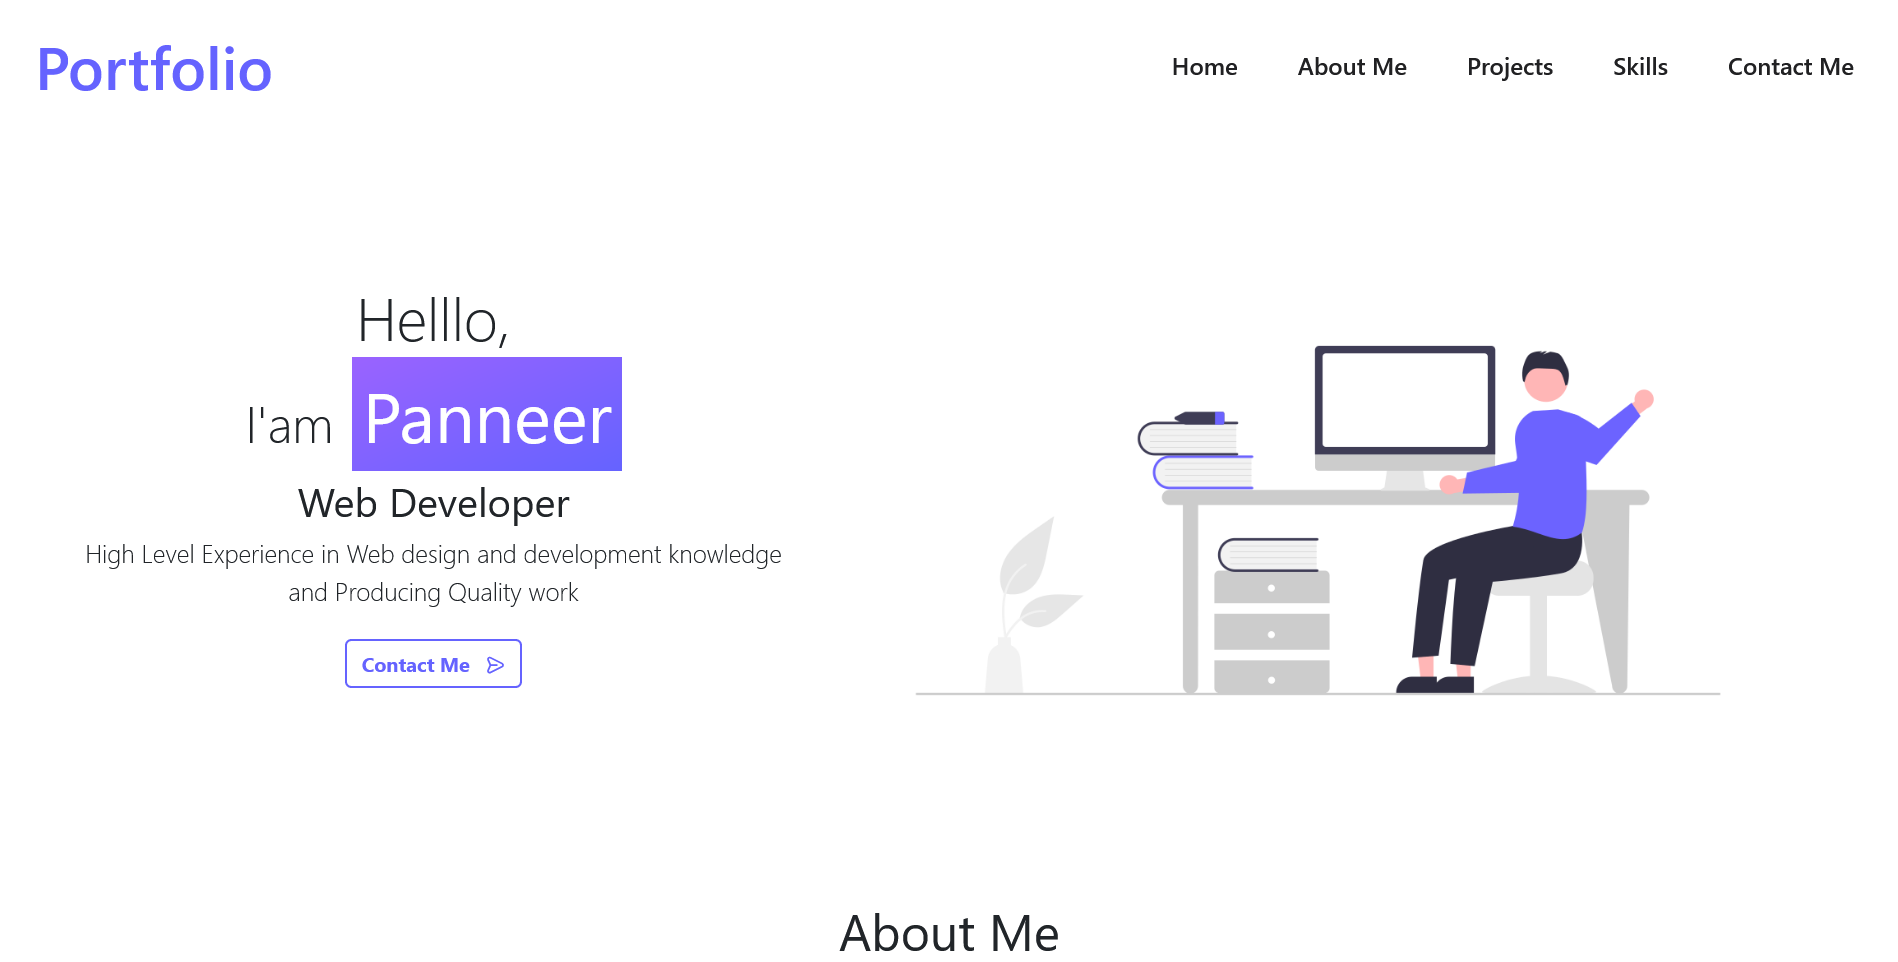 Portfolio
Home About Me Projects Skills Contact Me
Helllo,
I'am Panneer
Web Developer
High Level Experience in Web design and development knowledge
and Producing Quality work
Contact Me
About Me